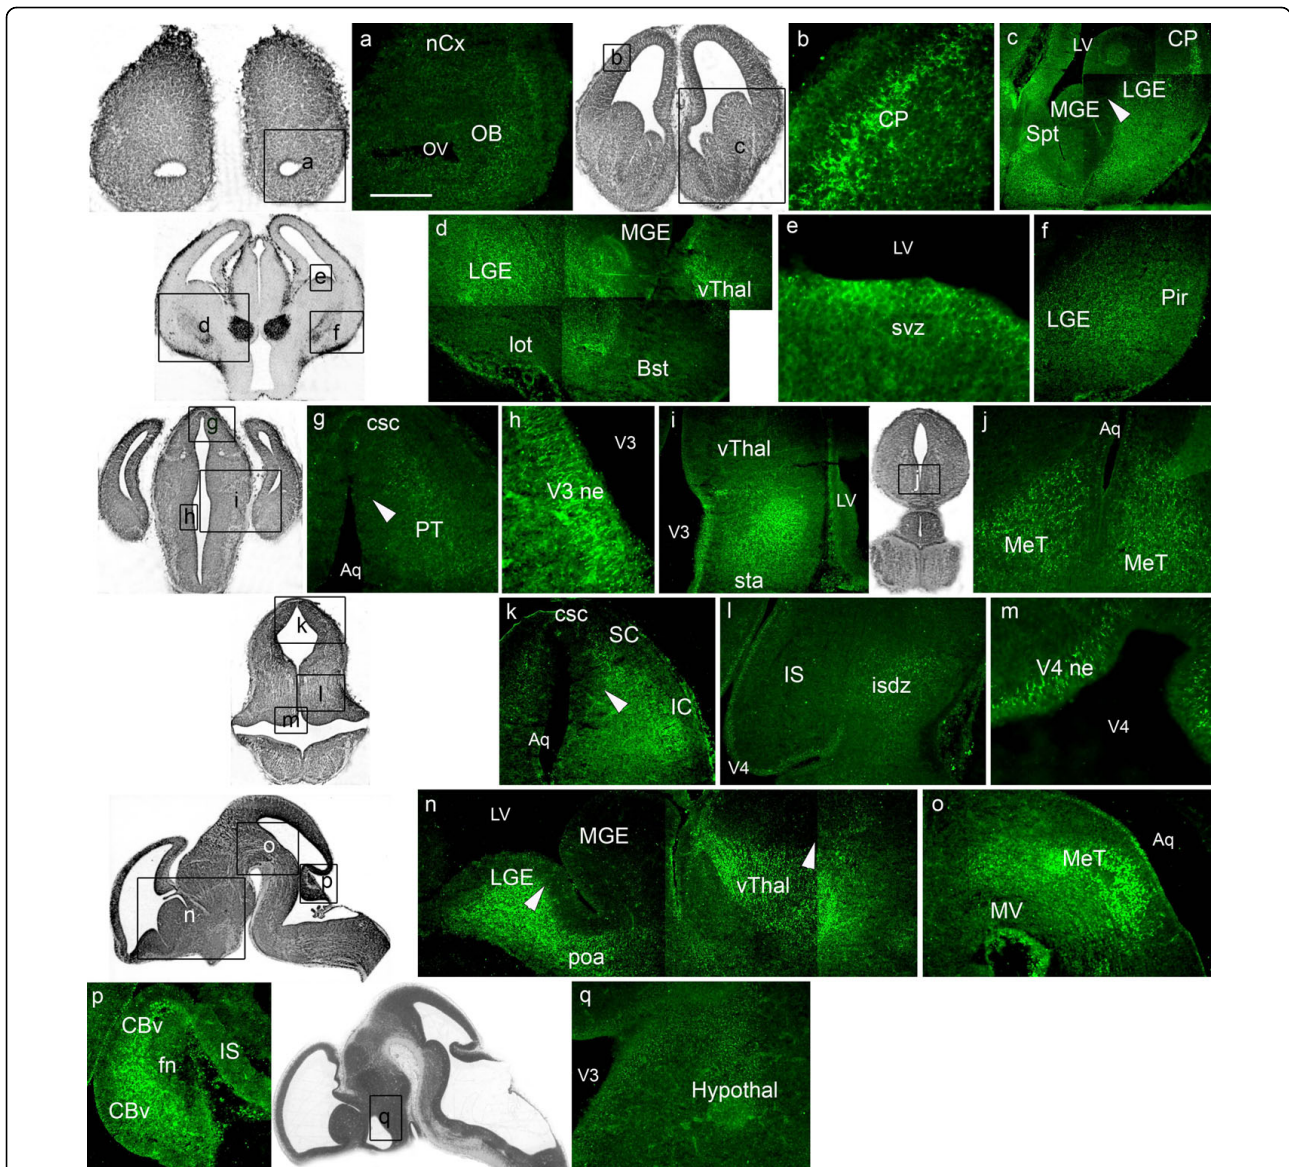 a nCx OB OV
a
b c
b CP
c LV CP LGE MGE Spt
d e f
d MGE LGE vThal lot Bst
e LV svz
f Pir LGE
g h i
g csc PT Aq
h V3 V3 ne
i vThal V3 LV sta
j
j Aq MeT MeT
k l m
k csc SC IC Aq
l IS isdz V4
m V4 ne V4
n o p
n LV MGE LGE vThal poa
o MeT Aq MV
p CBv fn IS CBv
q
q V3 Hypothal